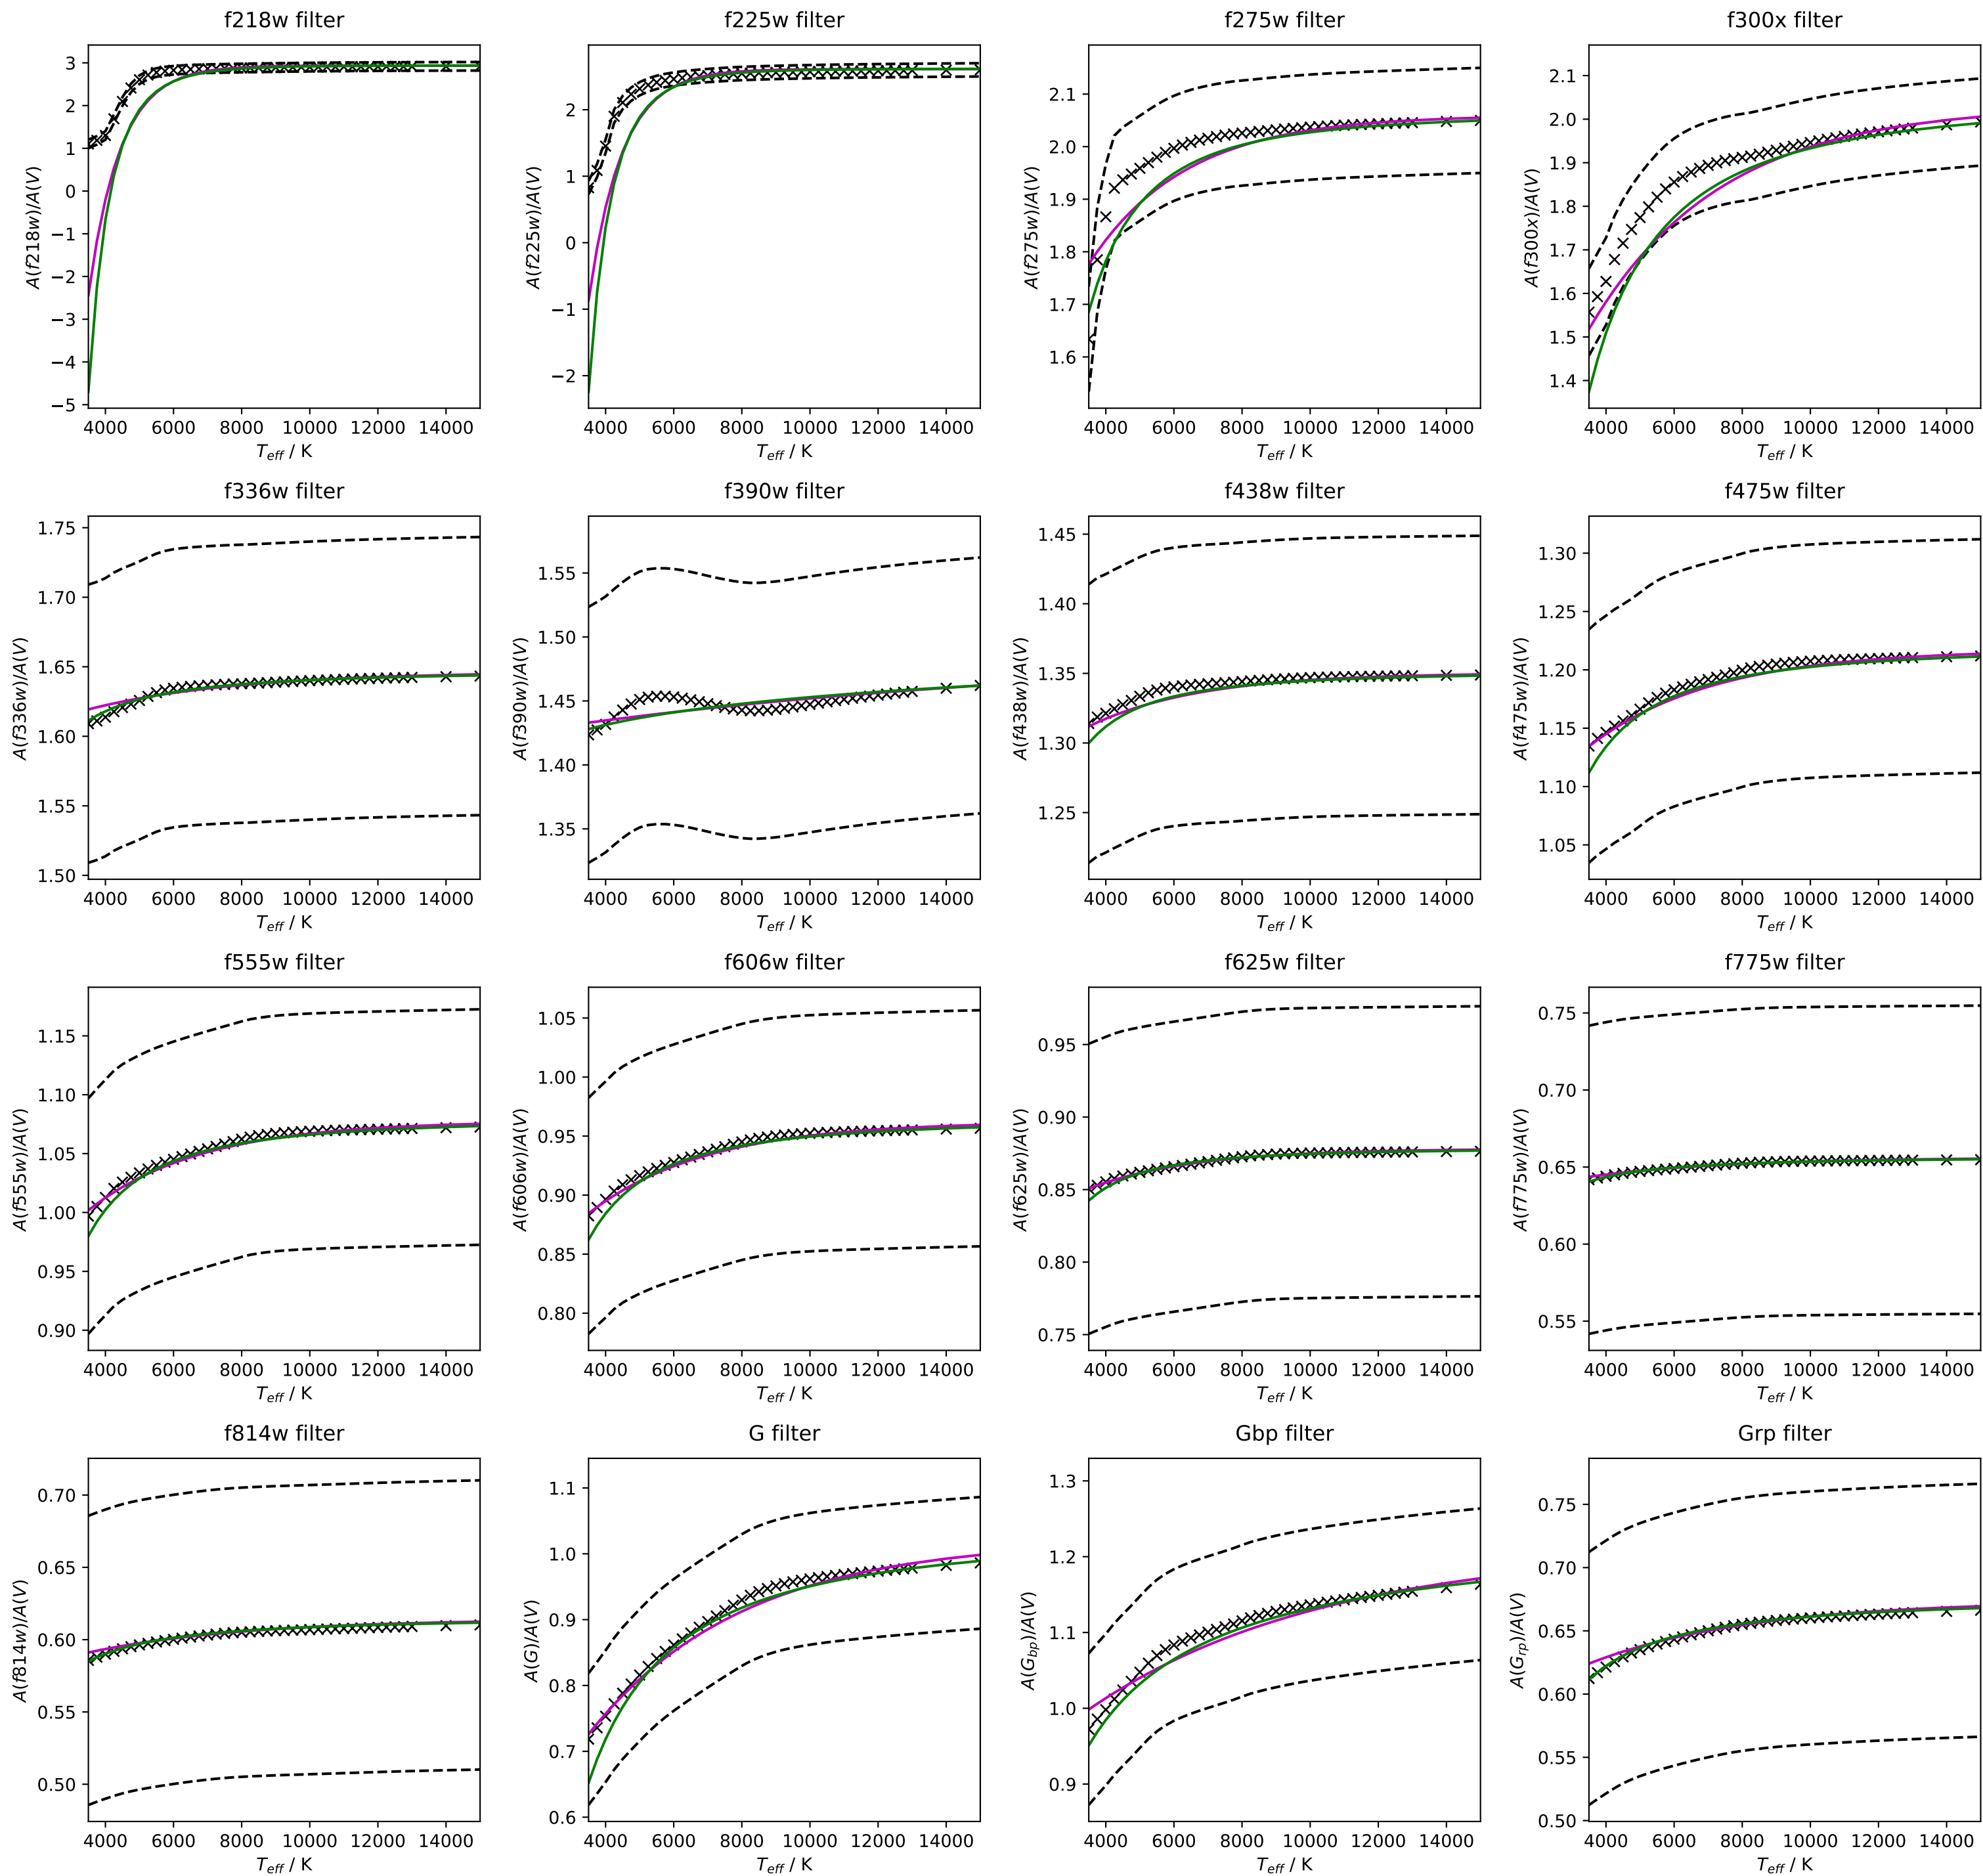 f218w filter
A(f218w)/A(V)
3
2
1
0
−1
−2
−3
−4
−5
4000 6000 8000 10000 12000 14000
T_eff / K
f225w filter
A(f225w)/A(V)
2
1
0
−1
−2
4000 6000 8000 10000 12000 14000
T_eff / K
f275w filter
A(f275w)/A(V)
2.1
2.0
1.9
1.8
1.7
1.6
4000 6000 8000 10000 12000 14000
T_eff / K
f300x filter
A(f300x)/A(V)
2.1
2.0
1.9
1.8
1.7
1.6
1.5
1.4
4000 6000 8000 10000 12000 14000
T_eff / K
f336w filter
A(f336w)/A(V)
1.75
1.70
1.65
1.60
1.55
1.50
4000 6000 8000 10000 12000 14000
T_eff / K
f390w filter
A(f390w)/A(V)
1.55
1.50
1.45
1.40
1.35
4000 6000 8000 10000 12000 14000
T_eff / K
f438w filter
A(f438w)/A(V)
1.45
1.40
1.35
1.30
1.25
4000 6000 8000 10000 12000 14000
T_eff / K
f475w filter
A(f475w)/A(V)
1.30
1.25
1.20
1.15
1.10
1.05
4000 6000 8000 10000 12000 14000
T_eff / K
f555w filter
A(f555w)/A(V)
1.15
1.10
1.05
1.00
0.95
0.90
4000 6000 8000 10000 12000 14000
T_eff / K
f606w filter
A(f606w)/A(V)
1.05
1.00
0.95
0.90
0.85
0.80
4000 6000 8000 10000 12000 14000
T_eff / K
f625w filter
A(f625w)/A(V)
0.95
0.90
0.85
0.80
0.75
4000 6000 8000 10000 12000 14000
T_eff / K
f775w filter
A(f775w)/A(V)
0.75
0.70
0.65
0.60
0.55
4000 6000 8000 10000 12000 14000
T_eff / K
f814w filter
A(f814w)/A(V)
0.70
0.65
0.60
0.55
0.50
4000 6000 8000 10000 12000 14000
T_eff / K
G filter
A(G)/A(V)
1.1
1.0
0.9
0.8
0.7
0.6
4000 6000 8000 10000 12000 14000
T_eff / K
Gbp filter
A(G_bp)/A(V)
1.3
1.2
1.1
1.0
0.9
4000 6000 8000 10000 12000 14000
T_eff / K
Grp filter
A(G_rp)/A(V)
0.75
0.70
0.65
0.60
0.55
0.50
4000 6000 8000 10000 12000 14000
T_eff / K